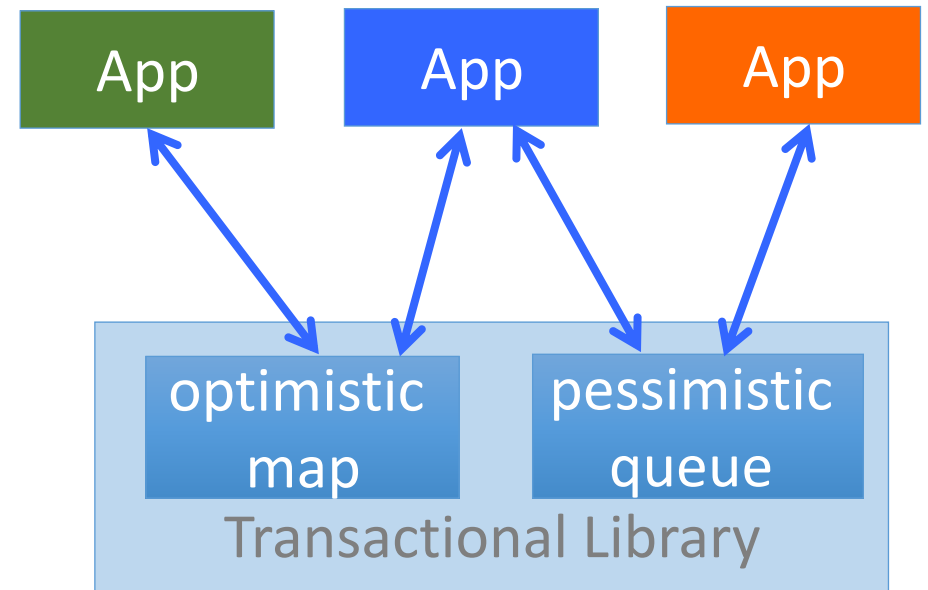 App
App
App
optimistic
map
pessimistic
queue
Transactional Library